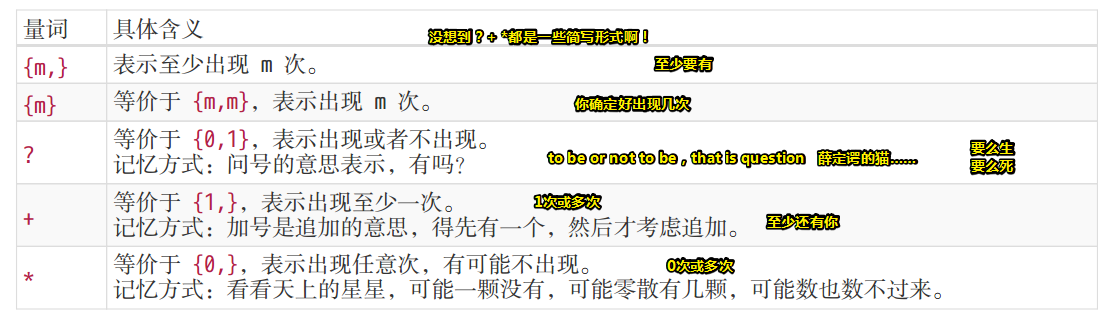 量词 具体含义 没想到 ? + *都是一些简写形式啊!
{m,} 表示至少出现 m 次。 至少要有
{m} 等价于 {m,m},表示出现 m 次。 你确定好出现几次
? 等价于 {0,1},表示出现或者不出现。
记忆方式:问号的意思表示,有吗? to be or not to be , that is question 薛定谔的猫...... 要么生
要么死
+ 等价于 {1,},表示出现至少一次。 1次或多次
记忆方式:加号是追加的意思,得先有一个,然后才考虑追加。 至少还有你
* 等价于 {0,},表示出现任意次,有可能不出现。 0次或多次
记忆方式:看看天上的星星,可能一颗没有,可能零散有几颗,可能数也数不过来。